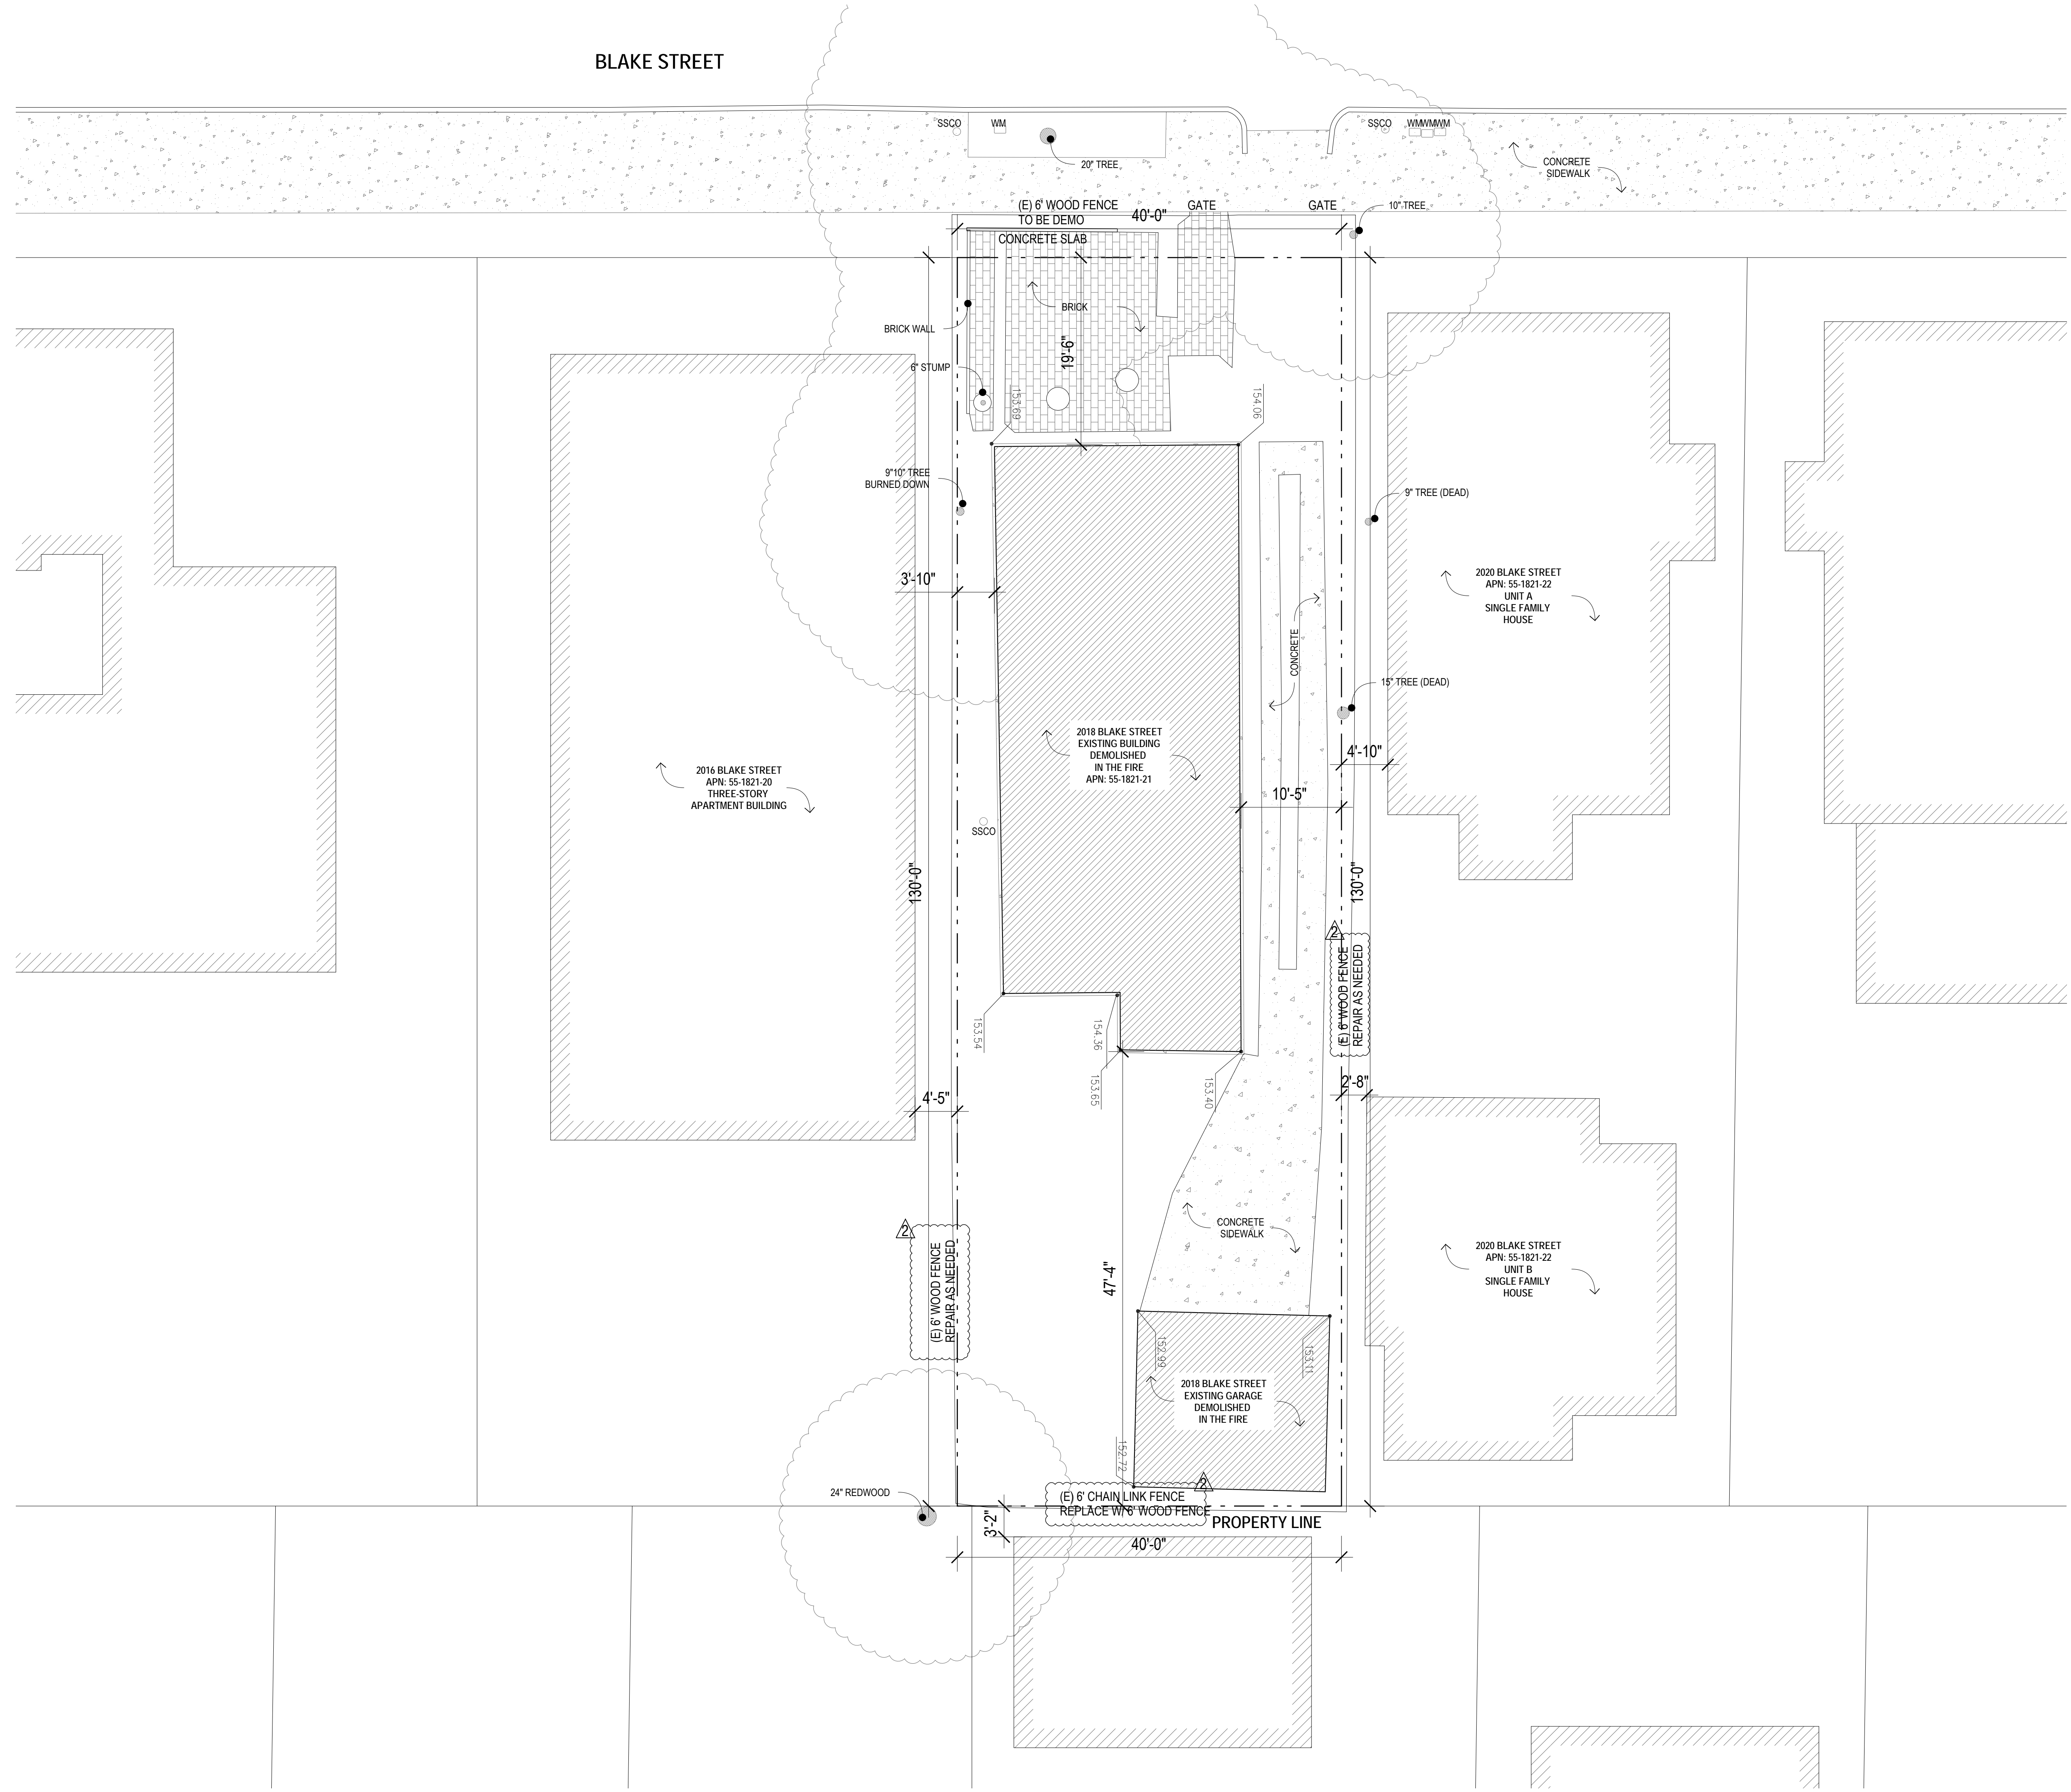 BLAKE STREET
SSCO
WM
20" TREE
SSCO
WMWMWM
CONCRETE
SIDEWALK
(E) 6' WOOD FENCE
TO BE DEMO
40'-0"
GATE
GATE
10" TREE
CONCRETE SLAB
BRICK
BRICK WALL
19'-6"
6" STUMP
153.69
154.06
9"10" TREE
BURNED DOWN
9" TREE (DEAD)
3'-10"
2020 BLAKE STREET
APN: 55-1821-22
UNIT A
SINGLE FAMILY
HOUSE
CONCRETE
15" TREE (DEAD)
2018 BLAKE STREET
EXISTING BUILDING
DEMOLISHED
IN THE FIRE
APN: 55-1821-21
4'-10"
2016 BLAKE STREET
APN: 55-1821-20
THREE-STORY
APARTMENT BUILDING
10'-5"
SSCO
130'-0"
130'-0"
2
(E) 6' WOOD FENCE
REPAIR AS NEEDED
153.54
154.36
153.65
153.40
2'-8"
4'-5"
2
(E) 6' WOOD FENCE
REPAIR AS NEEDED
CONCRETE
SIDEWALK
47'-4"
2020 BLAKE STREET
APN: 55-1821-22
UNIT B
SINGLE FAMILY
HOUSE
152.99
153.11
2018 BLAKE STREET
EXISTING GARAGE
DEMOLISHED
IN THE FIRE
152.72
2
24" REDWOOD
(E) 6' CHAIN LINK FENCE
REPLACE W/ 6' WOOD FENCE
PROPERTY LINE
3'-2"
40'-0"